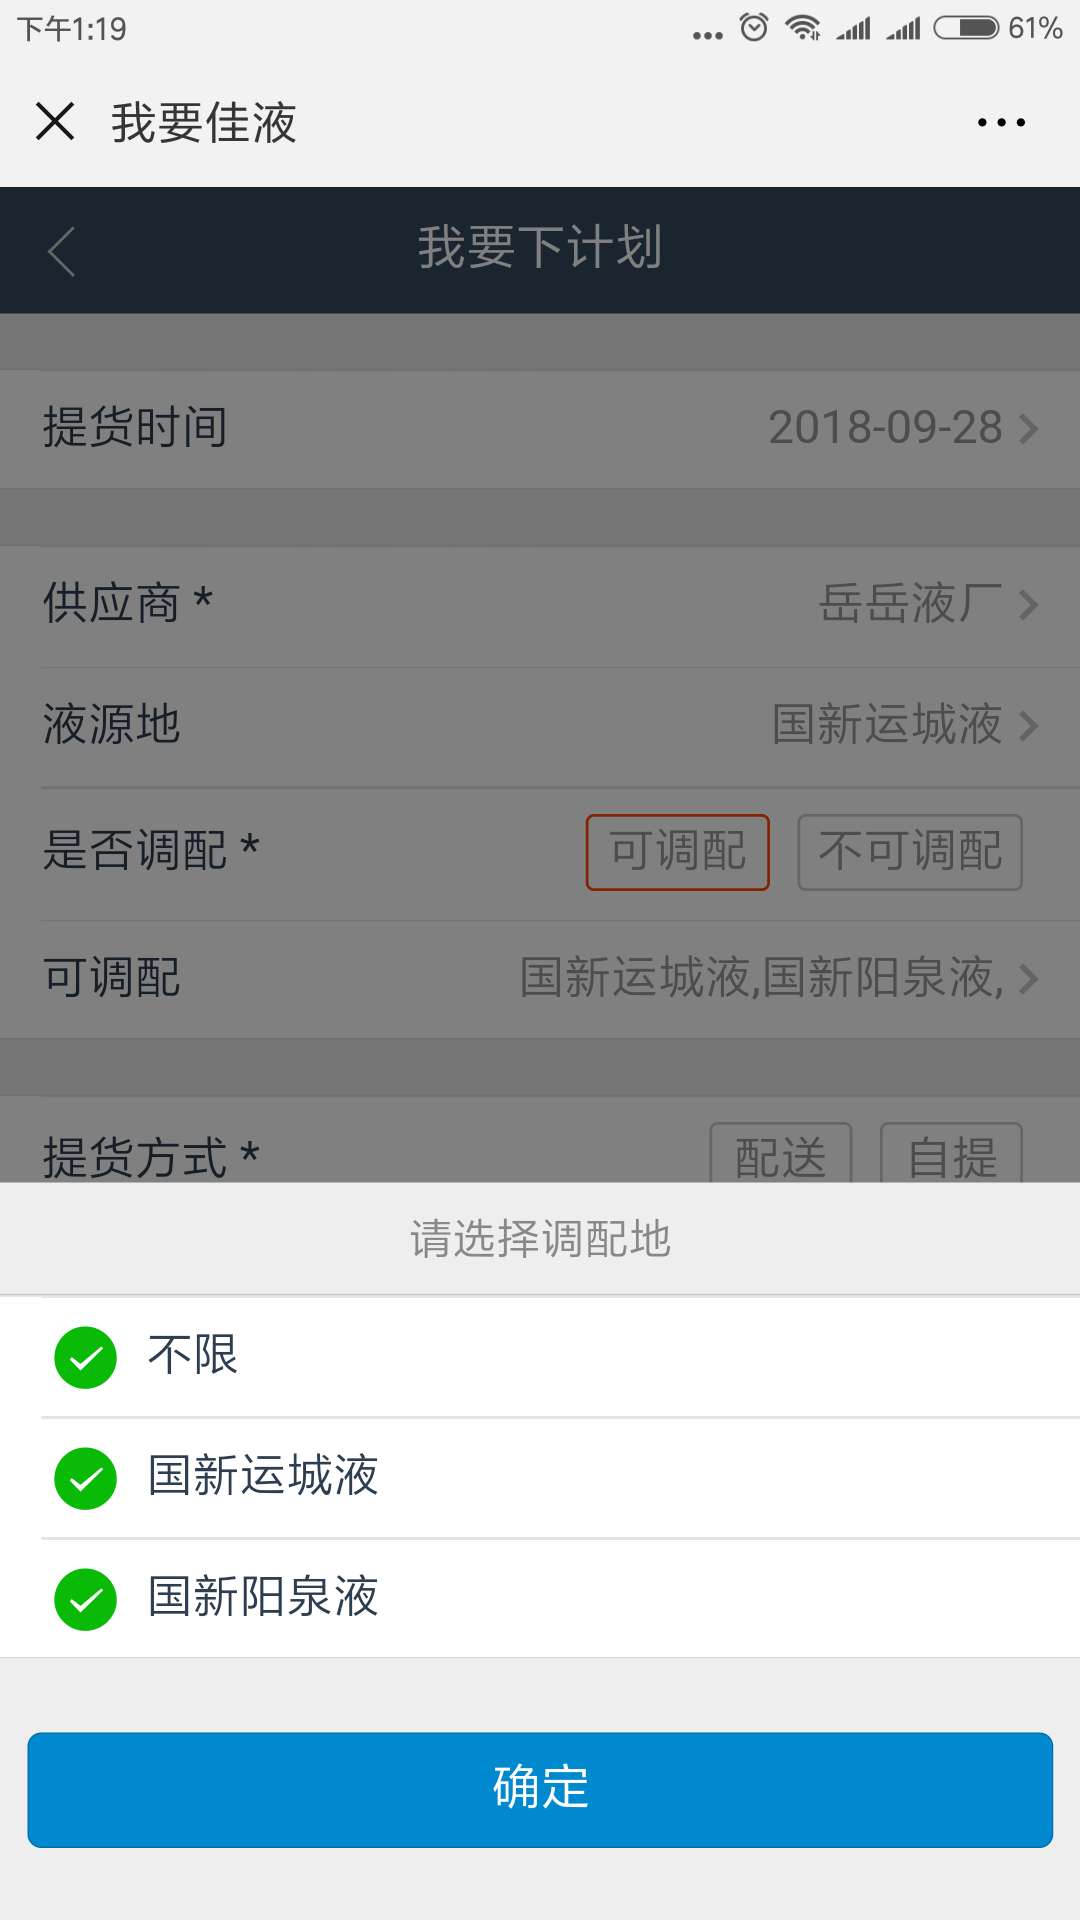 下午1:19
61%
我要佳液
我要下计划
提货时间 2018-09-28
供应商 * 岳岳液厂
液源地 国新运城液
是否调配 * 可调配 不可调配
可调配 国新运城液,国新阳泉液,
提货方式 * 配送 自提
请选择调配地
不限
国新运城液
国新阳泉液
确定